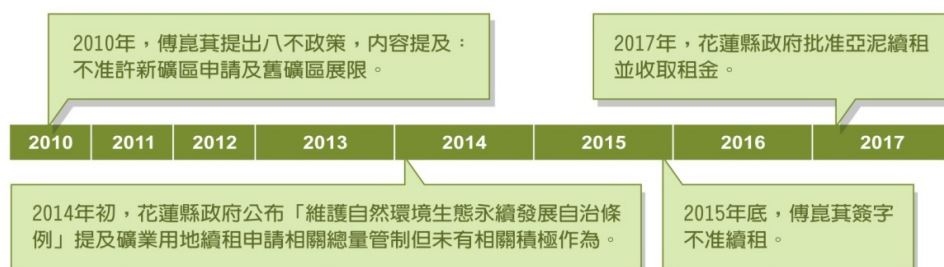 2010年，傅崑萁提出八不政策，內容提及：
不准許新礦區申請及舊礦區展限。
2017年，花蓮縣政府批准亞泥續租
並收取租金。
2010 2011 2012 2013 2014 2015 2016 2017
2014年初，花蓮縣政府公布「維護自然環境生態永續發展自治條
例」提及礦業用地續租申請相關總量管制但未有相關積極作為。
2015年底，傅崑萁簽字
不准續租。